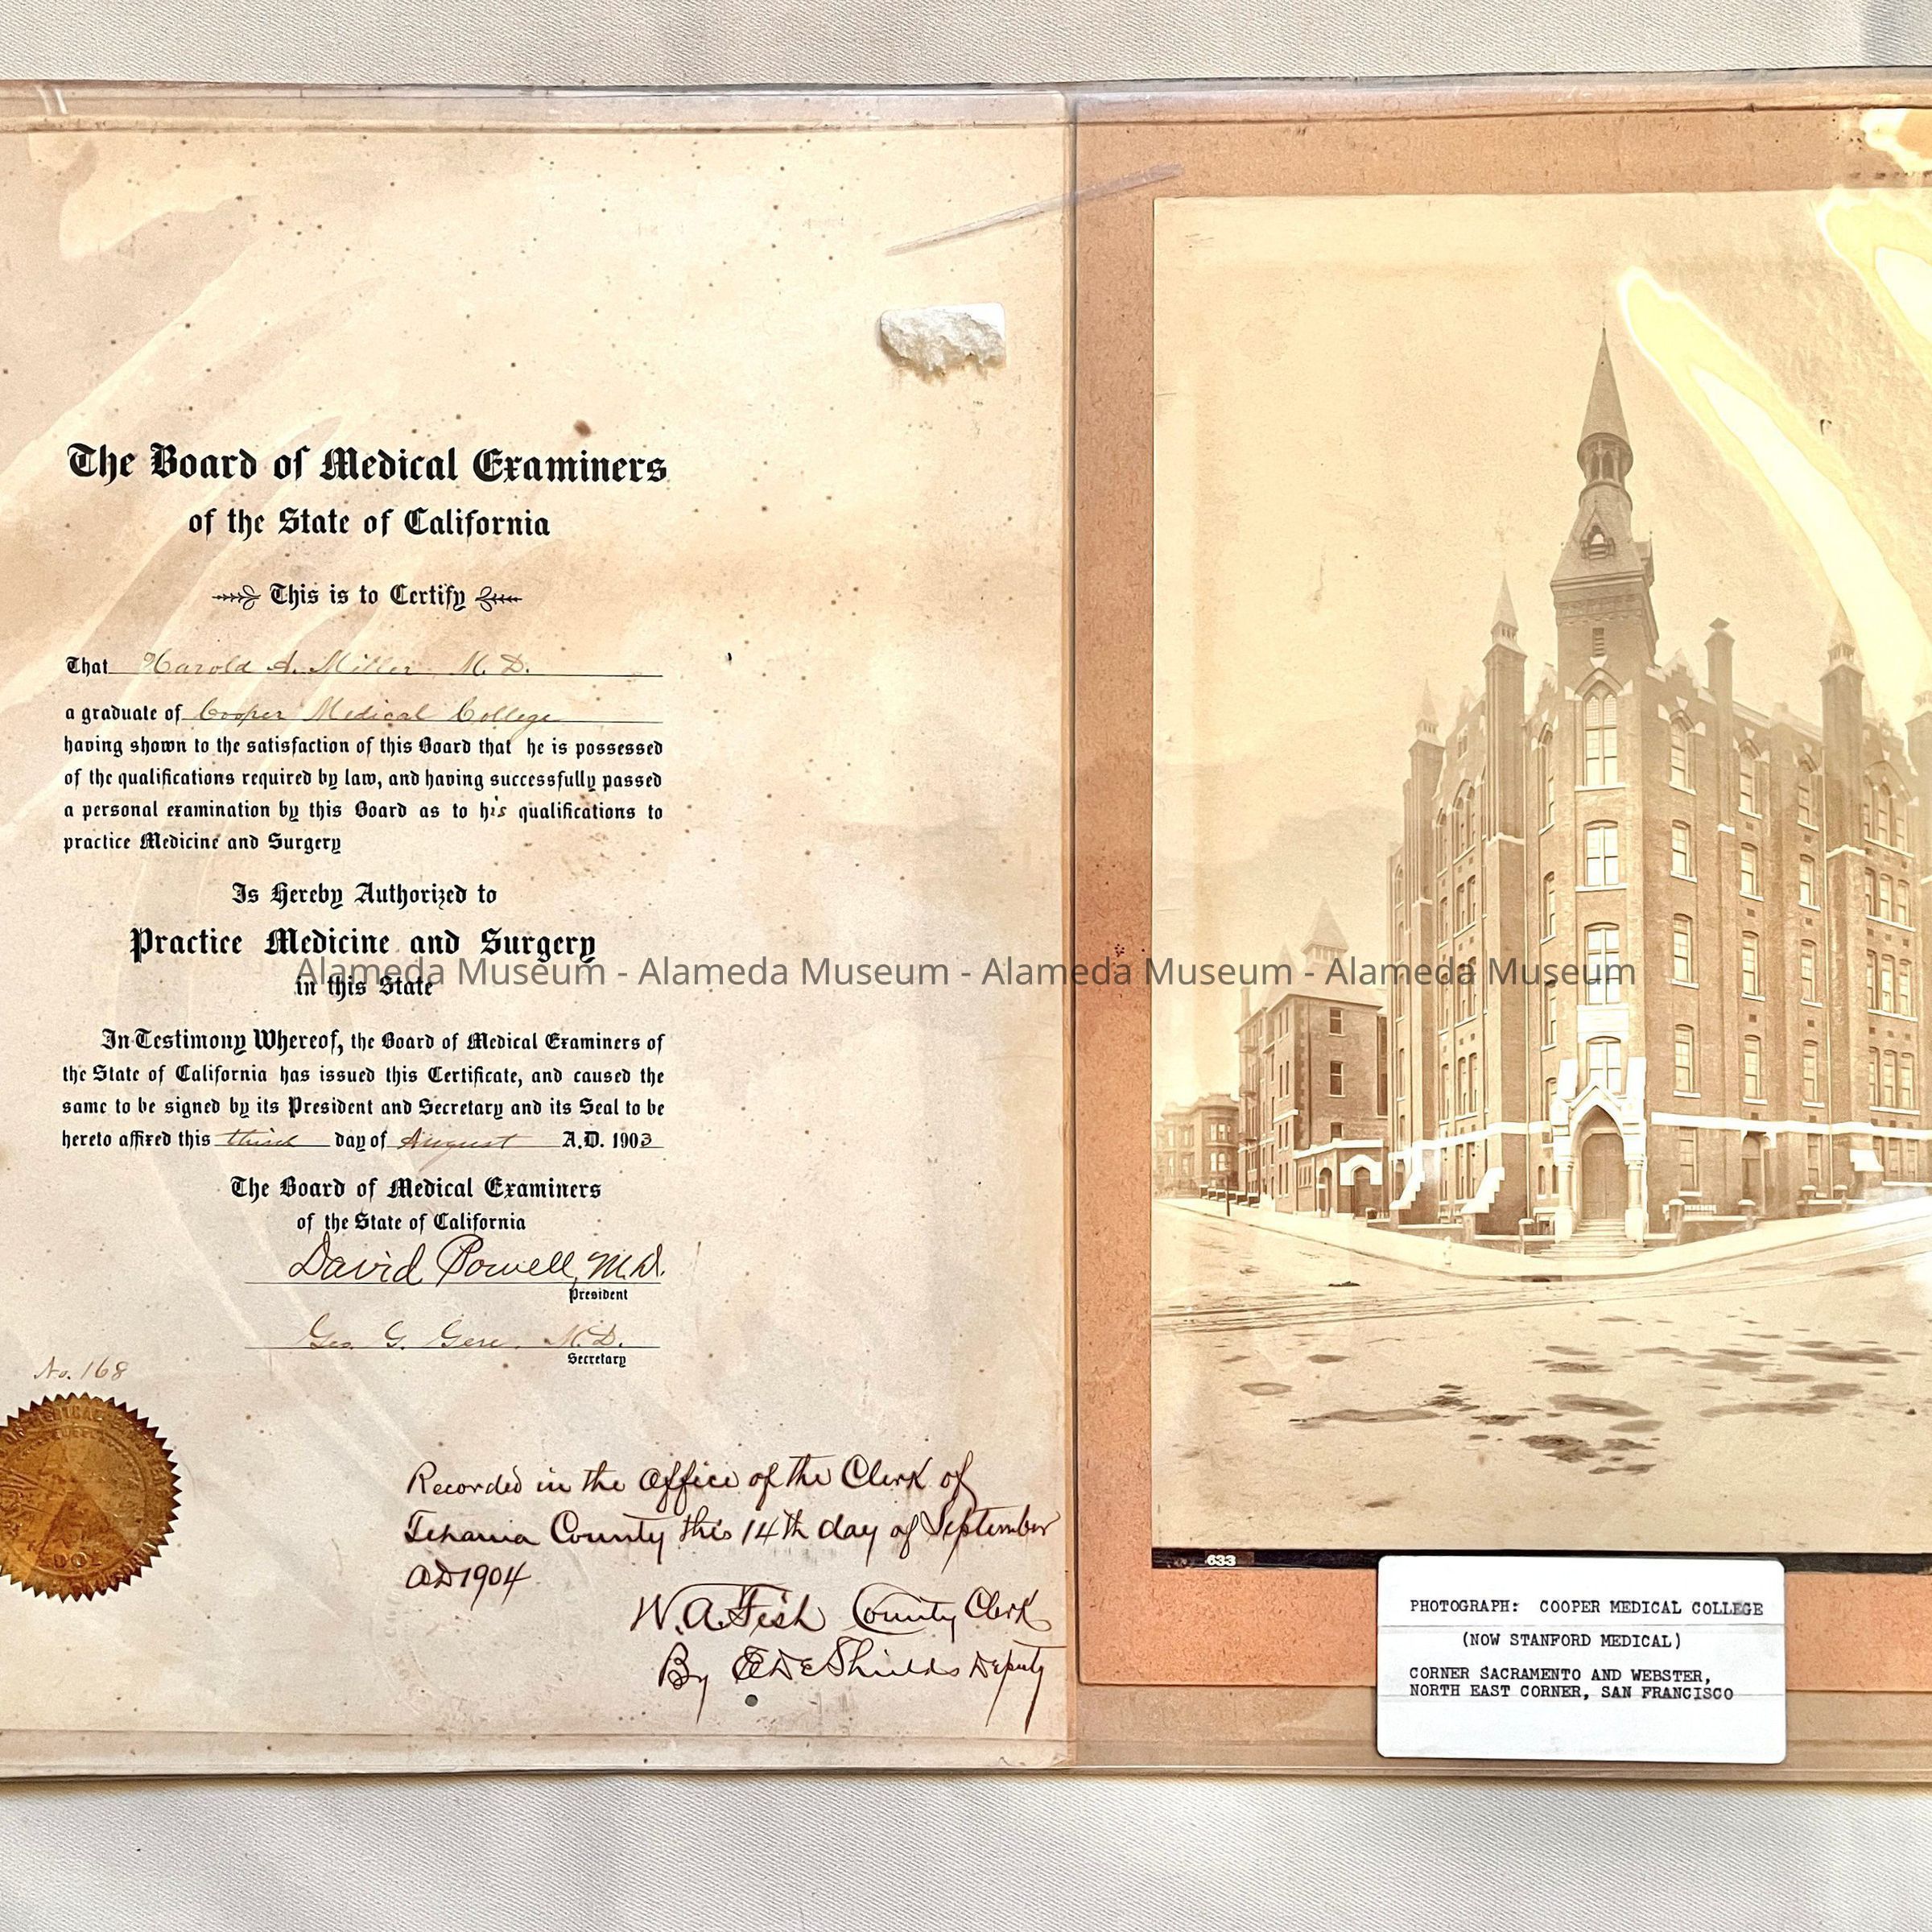 The Board of Medical Examiners
of the State of California
This is to Certify
That Harold A. Miller M. D.
a graduate of Cooper Medical College
having shown to the satisfaction of this Board that he is possessed
of the qualifications required by law, and having successfully passed
a personal examination by this Board as to his qualifications to
practice Medicine and Surgery
Is Hereby Authorized to
Practice Medicine and Surgery
in this State
In Testimony Whereof, the Board of Medical Examiners of
the State of California has issued this Certificate, and caused the
same to be signed by its President and Secretary and its Seal to be
hereto affixed this third day of August A.D. 1903
The Board of Medical Examiners
of the State of California
David Powell, M.D.
President
Geo. G. Gere, M.D.
Secretary
No. 168
Recorded in the Office of the Clerk of
Tehama County this 14th day of September
AD 1904
W. A. Fish County Clerk
By Shields Deputy
Alameda Museum - Alameda Museum - Alameda Museum - Alameda Museum
633
PHOTOGRAPH: COOPER MEDICAL COLLEGE
(NOW STANFORD MEDICAL)
CORNER SACRAMENTO AND WEBSTER,
NORTH EAST CORNER, SAN FRANCISCO